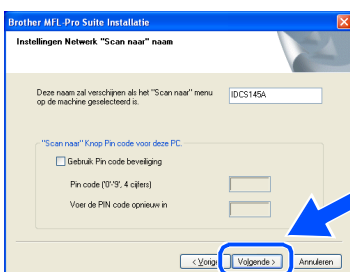 Brother MFL-Pro Suite Installatie
Instellingen Netwerk "Scan naar" naam
Deze naam zal verschijnen als het "Scan naar" menu
op de machine geselecteerd is.
IDCS145A
"Scan naar" Knop Pin code voor deze PC.
Gebruik Pin code beveiliging
Pin code ('0'-'9', 4 cijfers)
Voer de PIN code opnieuw in
< Vorige
Volgende >
Annuleren